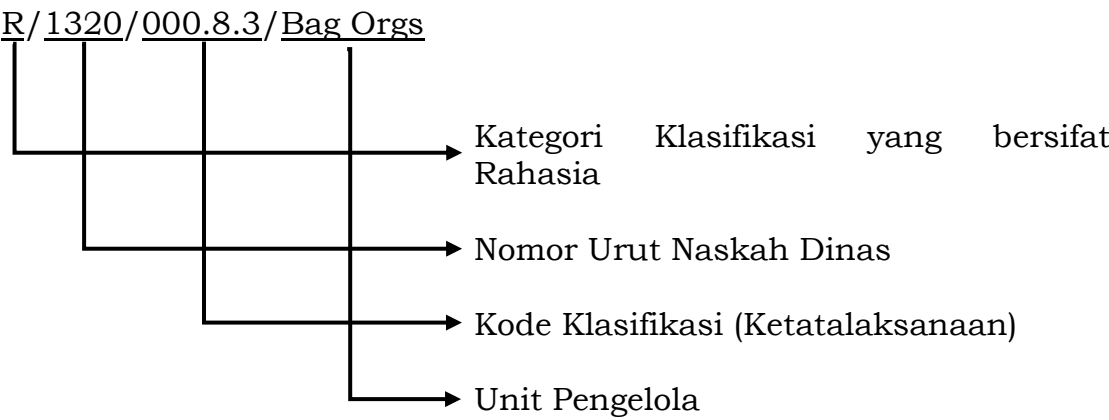 R/1320/000.8.3/Bag Orgs
Kategori Klasifikasi yang bersifat
Rahasia
Nomor Urut Naskah Dinas
Kode Klasifikasi (Ketatalaksanaan)
Unit Pengelola